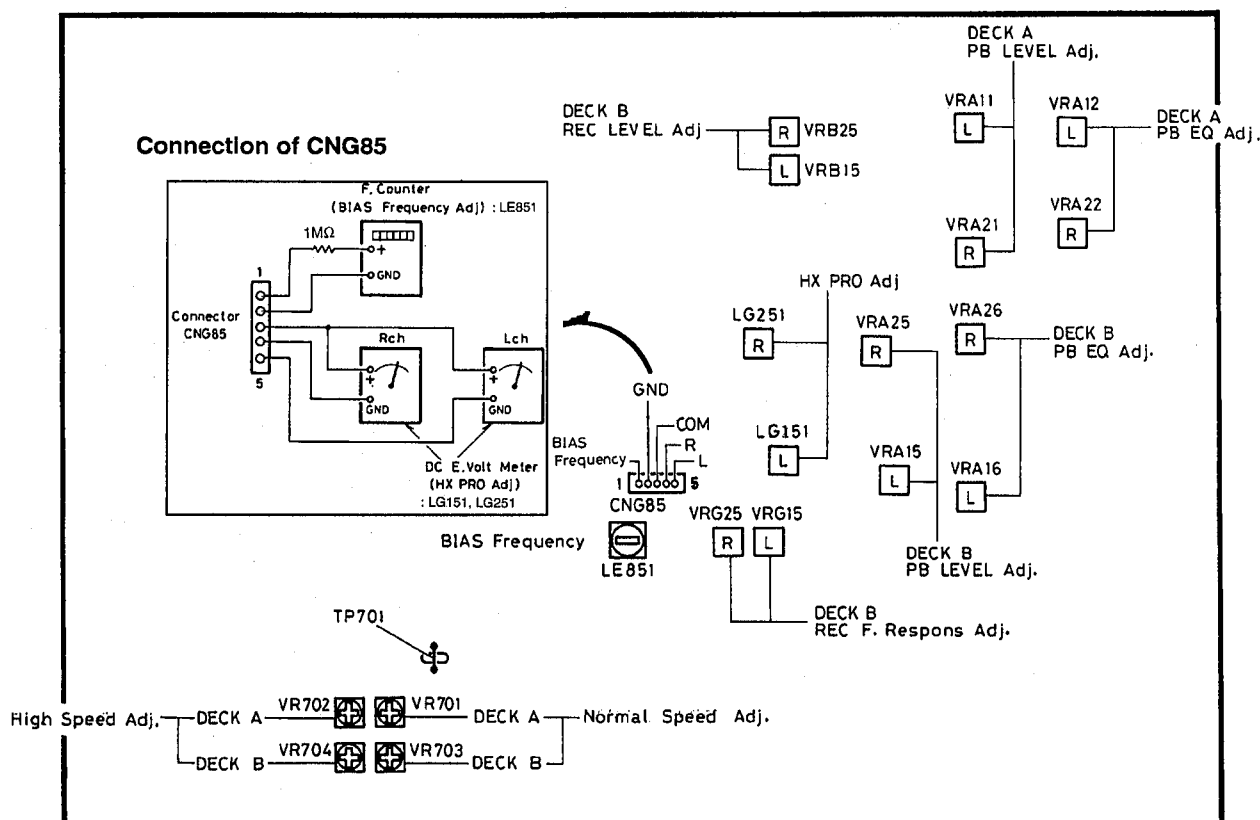 DECK A
PB LEVEL Adj.
VRA11
L
VRA12
L
DECK A
PB EQ Adj.
DECK B
REC LEVEL Adj
R
VRB25
L
VRB15
VRA21
R
VRA22
R
Connection of CNG85
F. Counter
(BIAS Frequency Adj) : LE851
1MΩ
+
GND
1
Connector
CNG85
5
Rch
+
GND
Lch
+
GND
DC E.Volt Meter
(HX PRO Adj)
: LG151, LG251
HX PRO Adj
LG251
R
VRA25
R
VRA26
R
DECK B
PB EQ Adj.
LG151
L
VRA15
L
VRA16
L
DECK B
PB LEVEL Adj.
GND
COM
R
L
BIAS
Frequency
1
5
CNG85
BIAS Frequency
LE851
VRG25
R
VRG15
L
DECK B
REC F. Respons Adj.
TP701
High Speed Adj.
DECK A
VR702
VR701
DECK A
Normal Speed Adj.
DECK B
VR704
VR703
DECK B